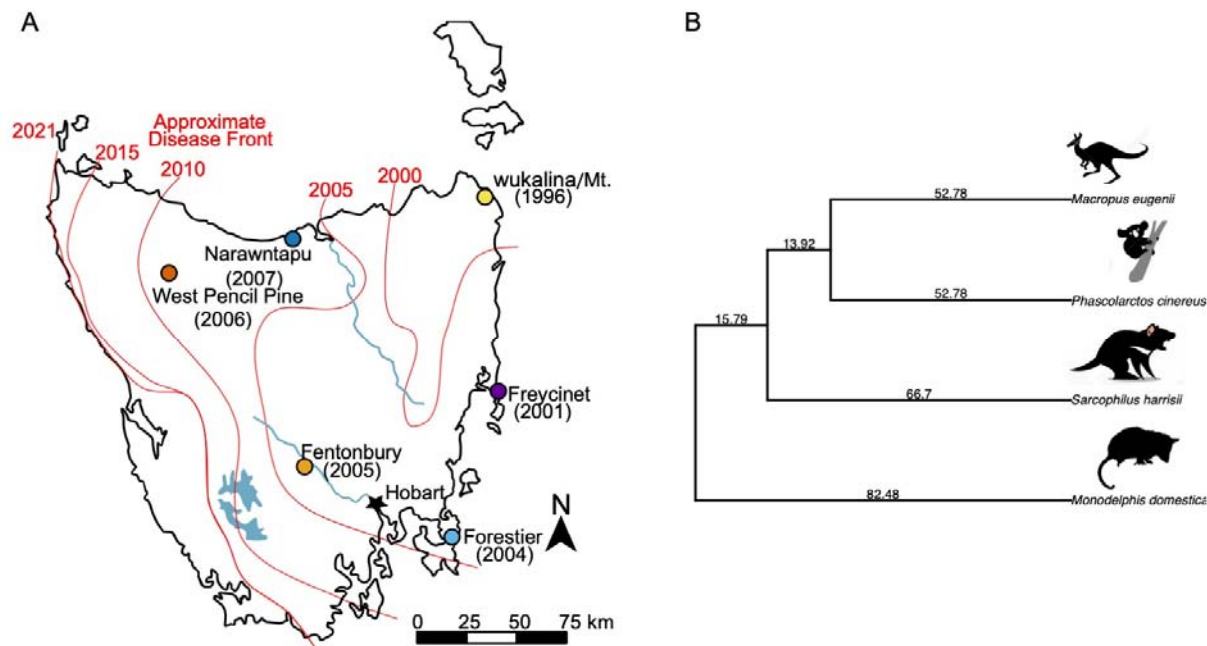 A
2021
2015
Approximate
Disease Front
2010
2005
2000
wukalina/Mt.
(1996)
Narawntapu
(2007)
West Pencil Pine
(2006)
Freycinet
(2001)
Fentonbury
(2005)
Hobart
N
Forestier
(2004)
0 25 50 75 km
B
52.78
Macropus eugenii
13.92
52.78
Phascolarctos cinereus
15.79
66.7
Sarcophilus harrisii
82.48
Monodelphis domestica